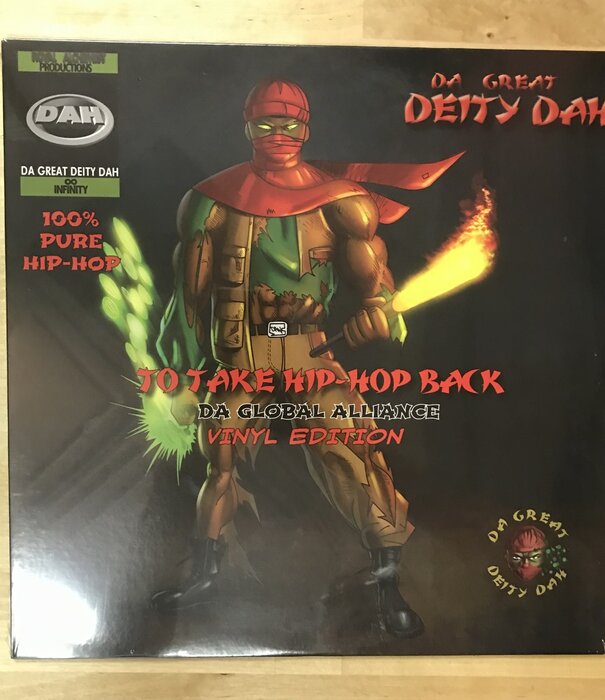 PRODUCTIONS
DAH
DA GREAT DEITY DAH
∞
INFINITY
100%
PURE
HIP-HOP
DA GREAT
DEITY DAH
TO TAKE HIP-HOP BACK
DA GLOBAL ALLIANCE
VINYL EDITION
DA GREAT
DEITY DAH